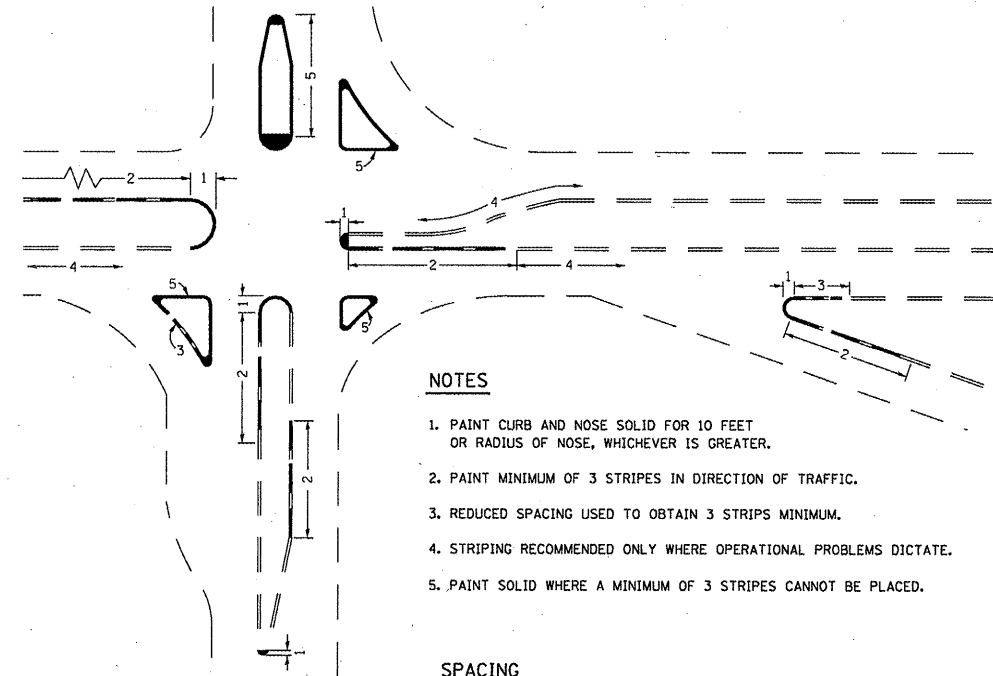 5
5
2
1
4
1
4
2
4
5
1
5
3
2
2
1
1
3
2
NOTES
1. PAINT CURB AND NOSE SOLID FOR 10 FEET
OR RADIUS OF NOSE, WHICHEVER IS GREATER.
2. PAINT MINIMUM OF 3 STRIPES IN DIRECTION OF TRAFFIC.
3. REDUCED SPACING USED TO OBTAIN 3 STRIPS MINIMUM.
4. STRIPING RECOMMENDED ONLY WHERE OPERATIONAL PROBLEMS DICTATE.
5. PAINT SOLID WHERE A MINIMUM OF 3 STRIPES CANNOT BE PLACED.
SPACING